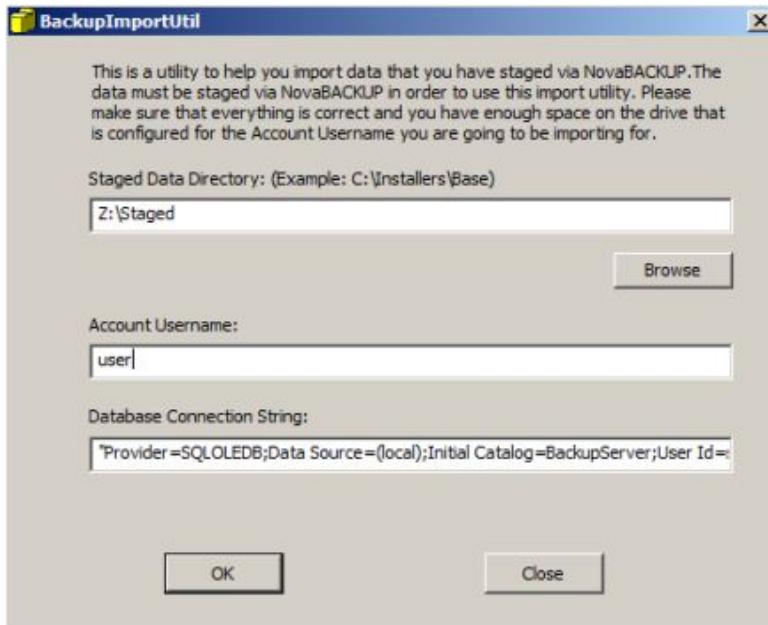 BackupImportUtil
This is a utility to help you import data that you have staged via NovaBACKUP.The
data must be staged via NovaBACKUP in order to use this import utility. Please
make sure that everything is correct and you have enough space on the drive that
is configured for the Account Username you are going to be importing for.
Staged Data Directory: (Example: C:\Installers\Base)
Z:\Staged
Browse
Account Username:
user
Database Connection String:
"Provider=SQLOLEDB;Data Source=(local);Initial Catalog=BackupServer;User Id=
OK
Close